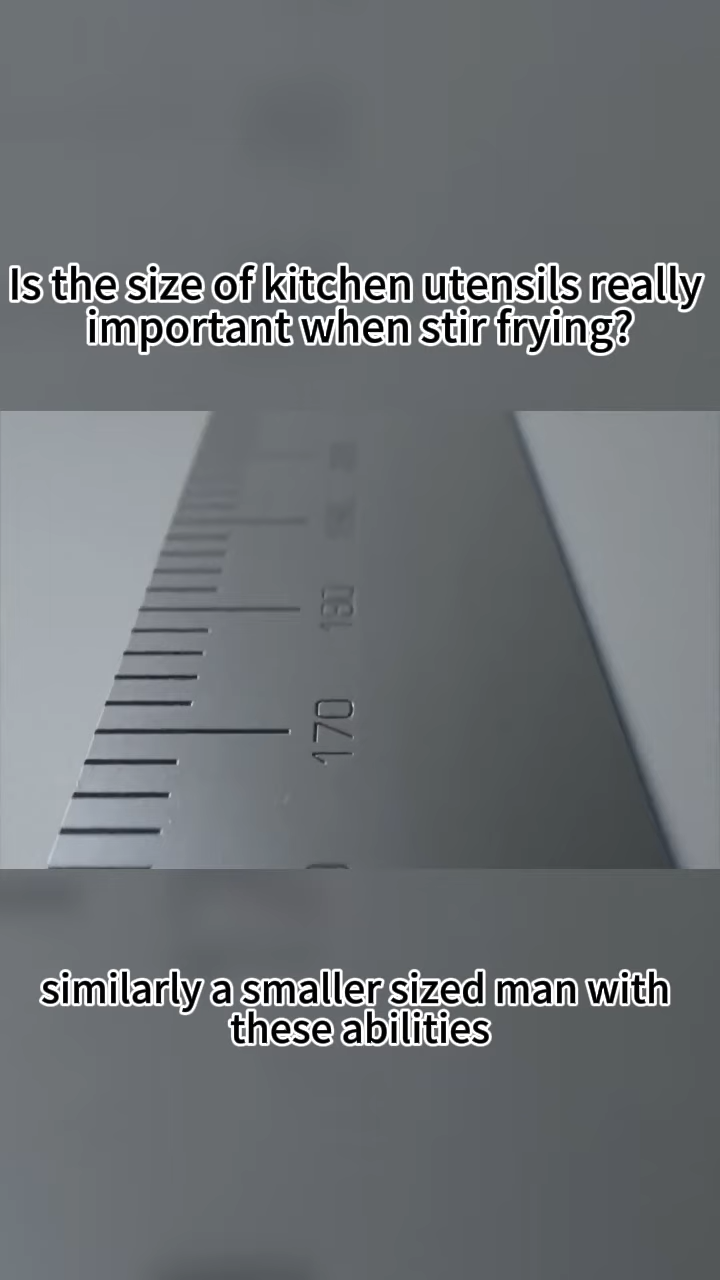 Is the size of kitchen utensils really
important when stir frying?
180
170
similarly a smaller sized man with
these abilities